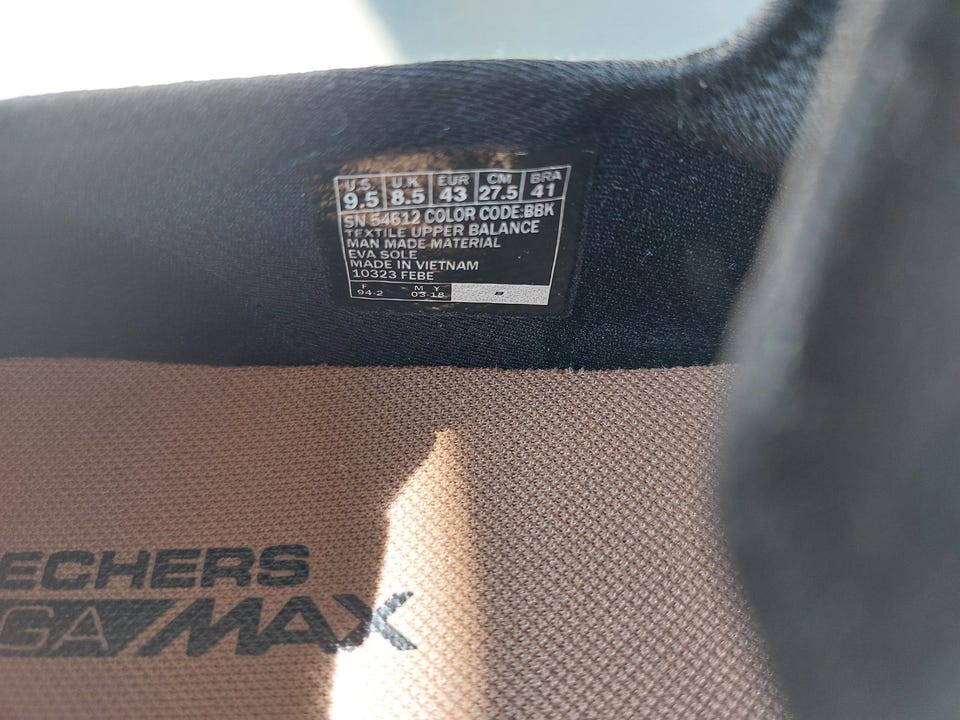 U.S. U.K. EUR CM BRA
9.5 8.5 43 27.5 41
SN 54612 COLOR CODE:BBK
TEXTILE UPPER BALANCE
MAN MADE MATERIAL
EVA SOLE
MADE IN VIETNAM
10323 FEBE
F M Y
94-2 03-18
ECHERS
GA MAX